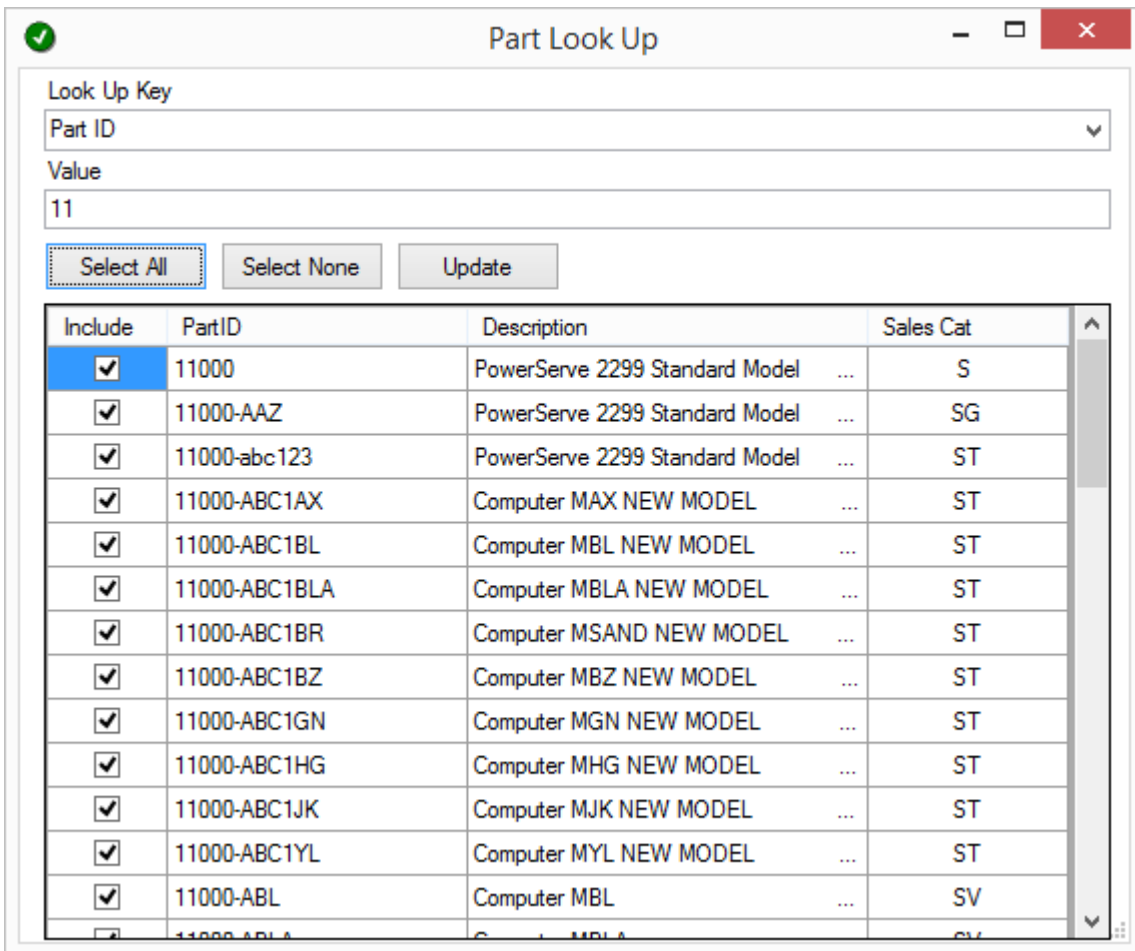 Part Look Up
Look Up Key
Part ID
Value
11
Select All Select None Update
Include PartID Description Sales Cat
11000 PowerServe 2299 Standard Model ... S
11000-AAZ PowerServe 2299 Standard Model ... SG
11000-abc123 PowerServe 2299 Standard Model ... ST
11000-ABC1AX Computer MAX NEW MODEL ... ST
11000-ABC1BL Computer MBL NEW MODEL ... ST
11000-ABC1BLA Computer MBLA NEW MODEL ... ST
11000-ABC1BR Computer MSAND NEW MODEL ... ST
11000-ABC1BZ Computer MBZ NEW MODEL ... ST
11000-ABC1GN Computer MGN NEW MODEL ... ST
11000-ABC1HG Computer MHG NEW MODEL ... ST
11000-ABC1JK Computer MJK NEW MODEL ... ST
11000-ABC1YL Computer MYL NEW MODEL ... ST
11000-ABL Computer MBL ... SV